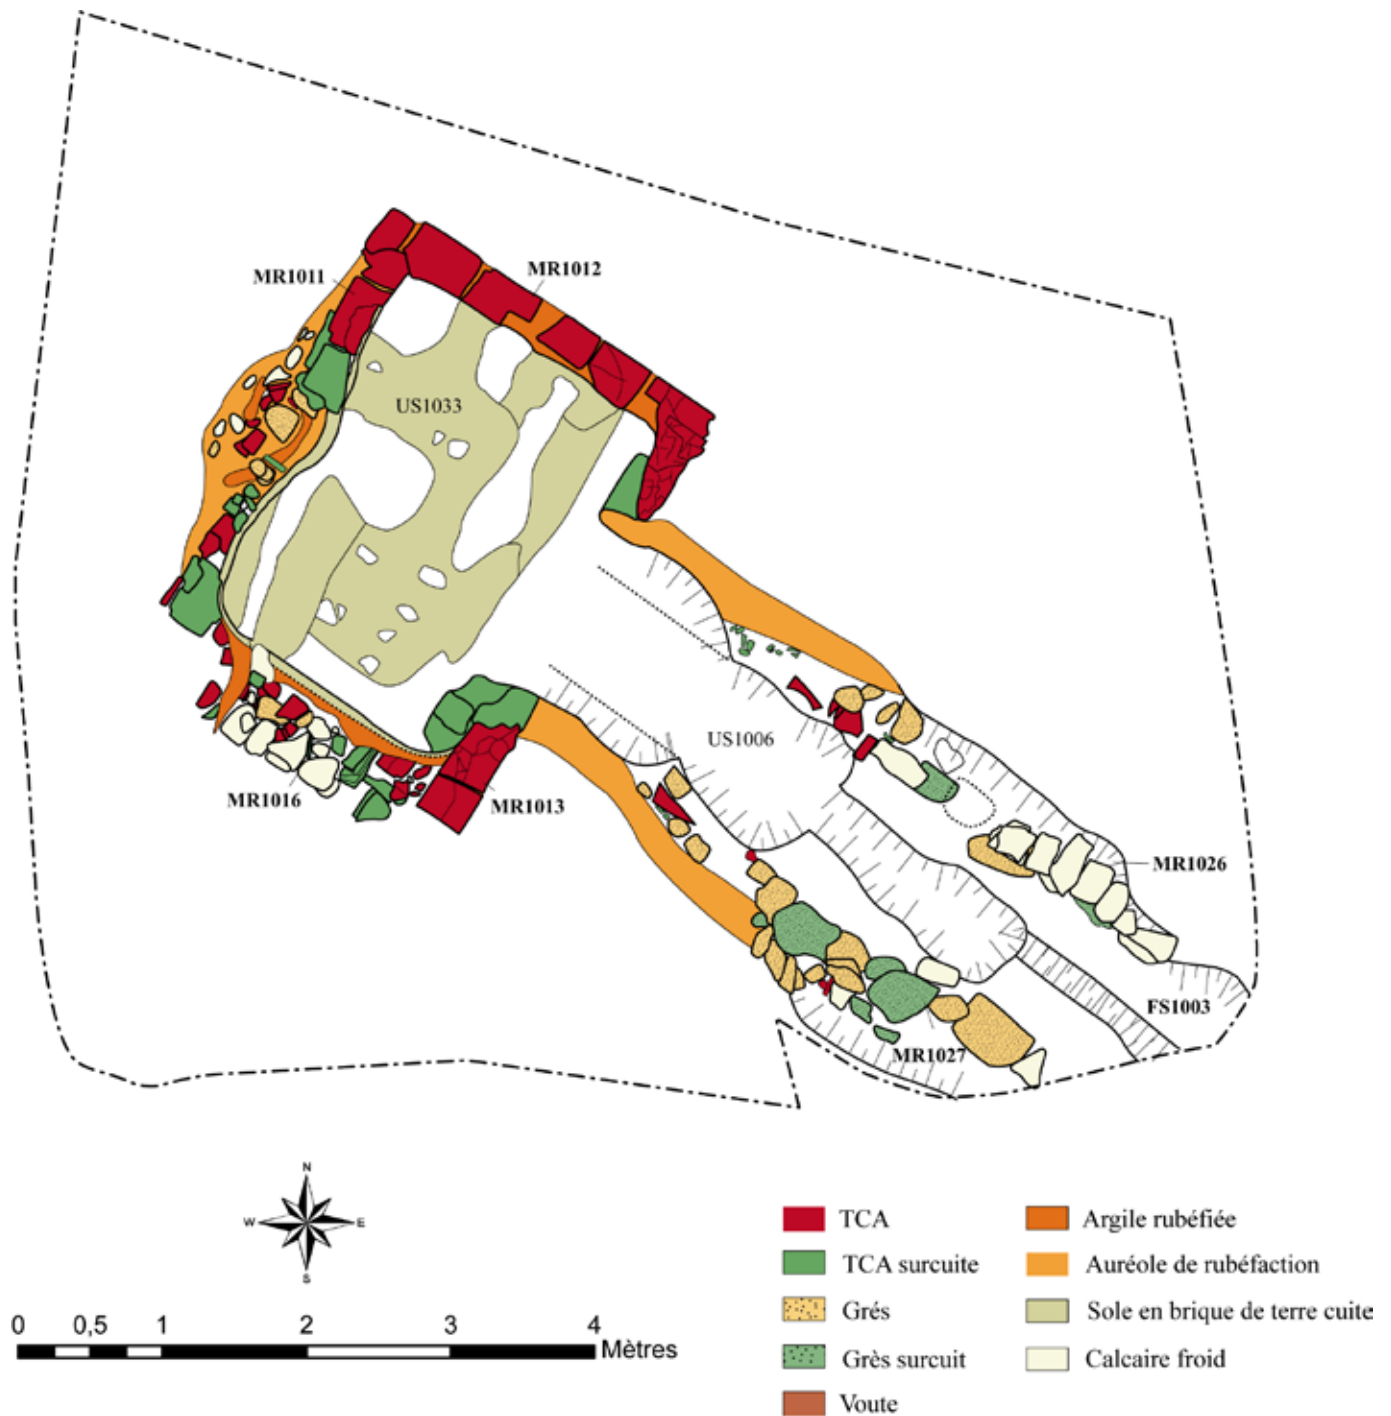 MR1012
MR1011
US1033
US1006
MR1016
MR1013
MR1026
FS1003
MR1027
N
W E
S
0 0,5 1 2 3 4
Mètres
TCA
TCA surcuite
Grés
Grès surcuit
Voute
Argile rubéfiée
Auréole de rubéfaction
Sole en brique de terre cuite
Calcaire froid